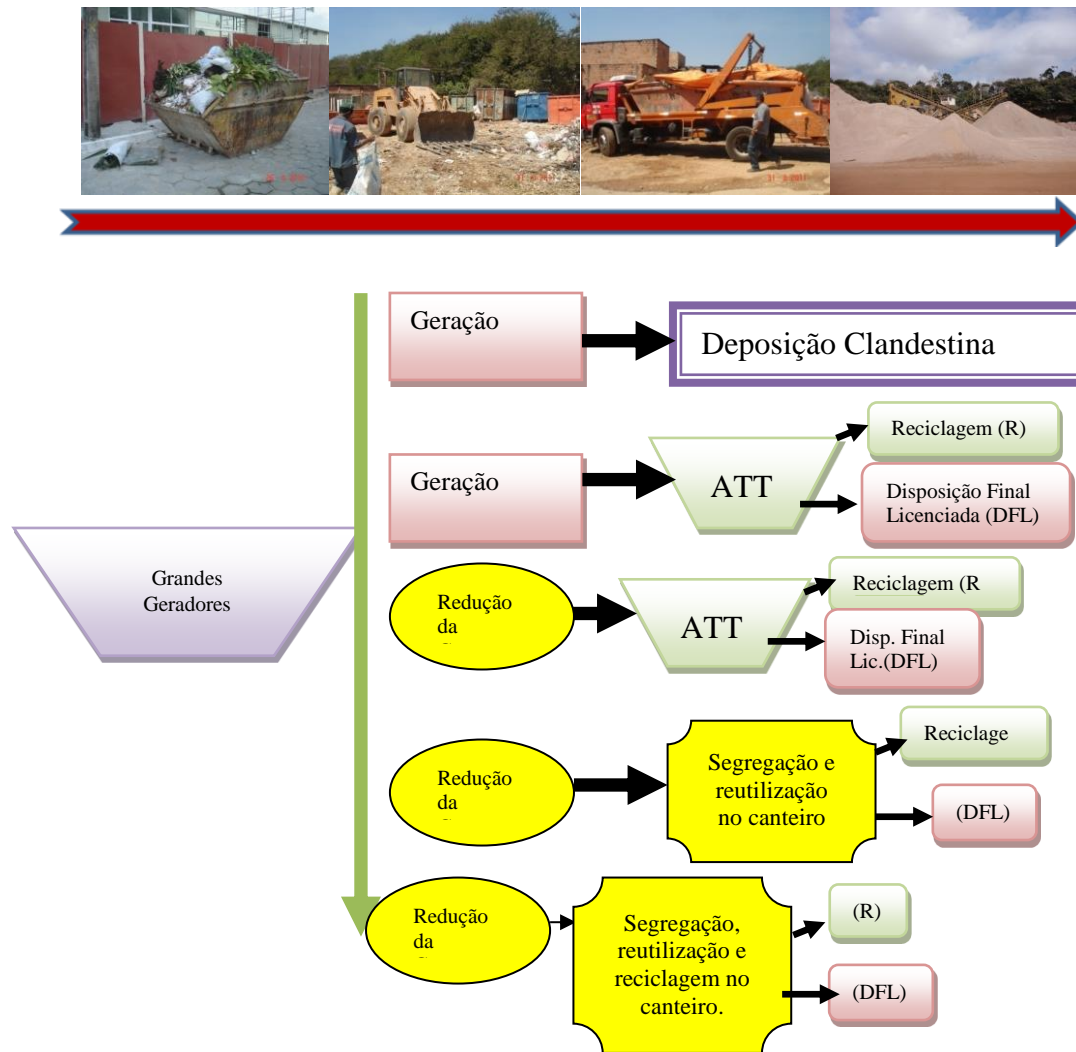 Geração
Deposição Clandestina
Geração
ATT
Reciclagem (R)
Disposição Final
Licenciada (DFL)
Grandes
Geradores
Redução
da
ATT
Reciclagem (R
Disp. Final
Lic.(DFL)
Redução
da
Segregação e
reutilização
no canteiro
Reciclage
(DFL)
Redução
da
Segregação,
reutilização e
reciclagem no
canteiro.
(R)
(DFL)